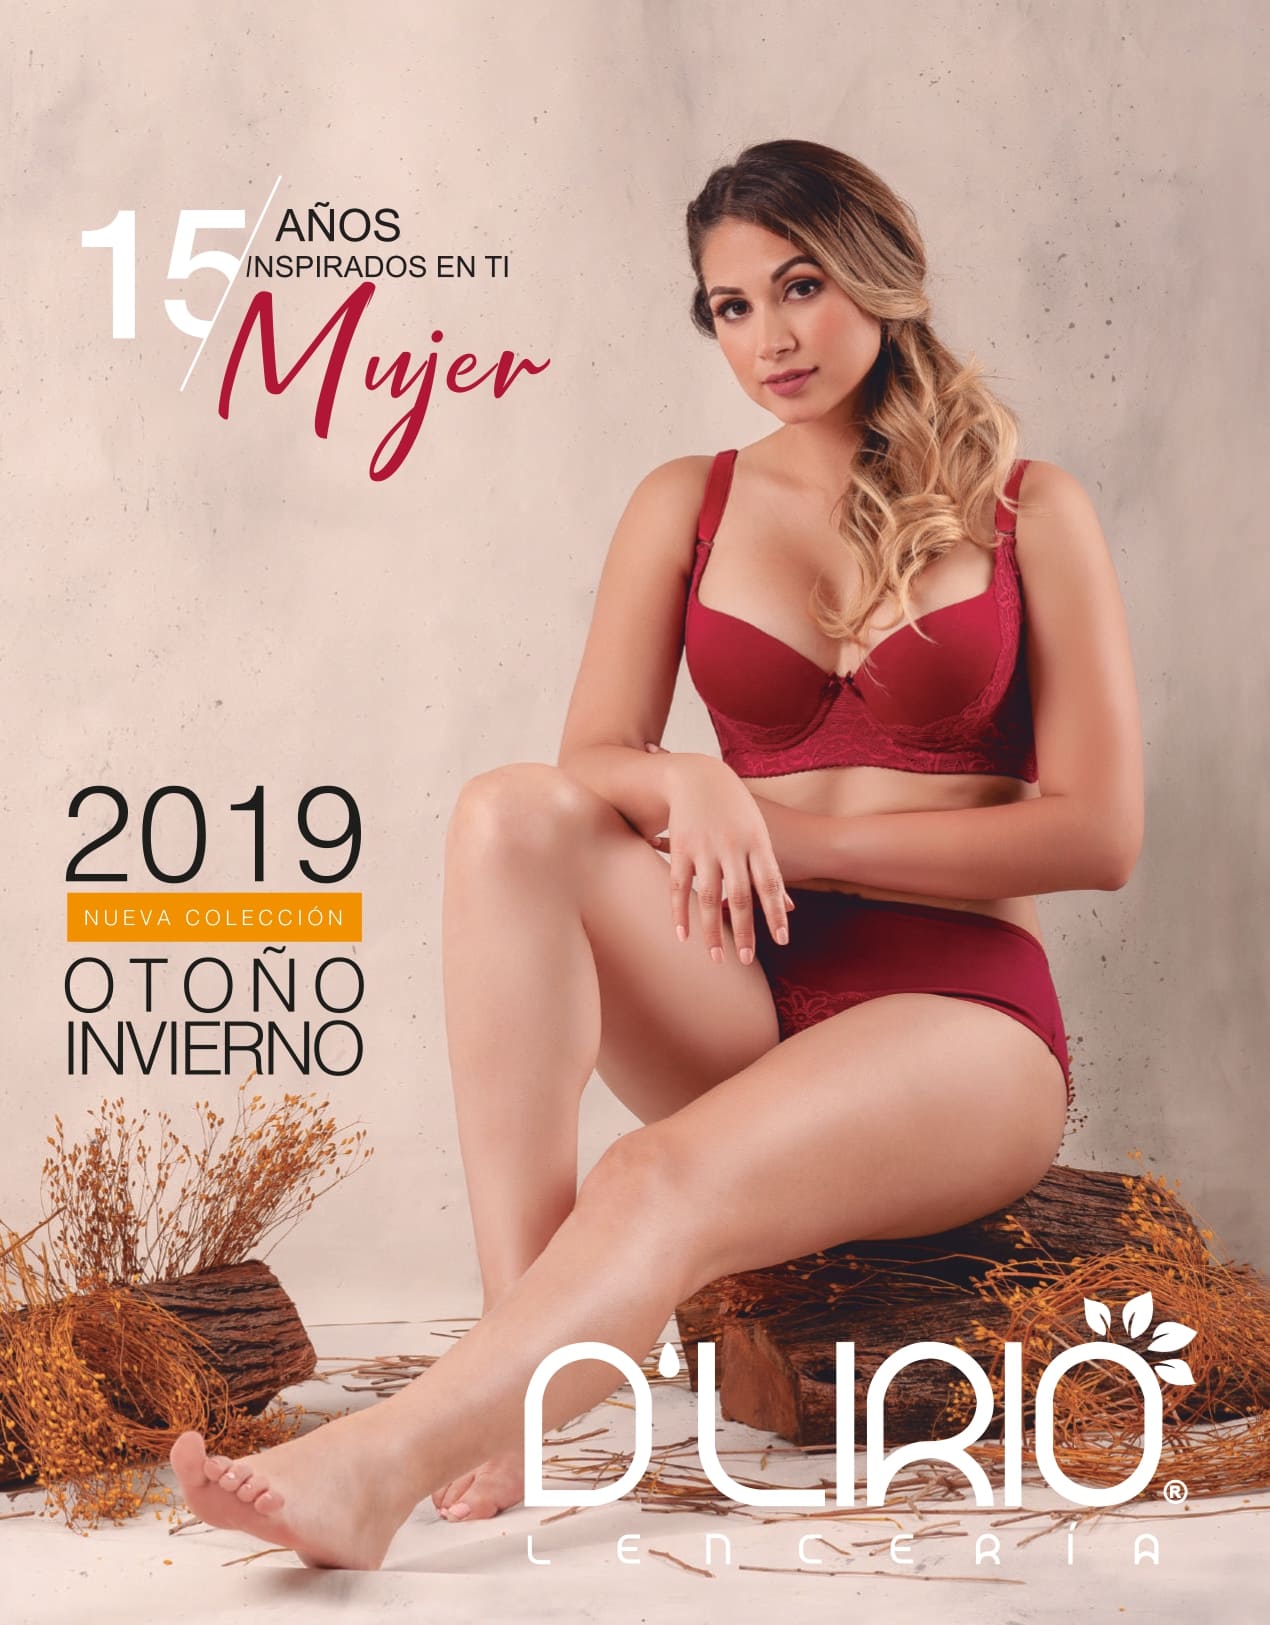 15 AÑOS
INSPIRADOS EN TI
Mujer
2019
NUEVA COLECCIÓN
OTOÑO
INVIERNO
D'LIRIO®
LENCERÍA